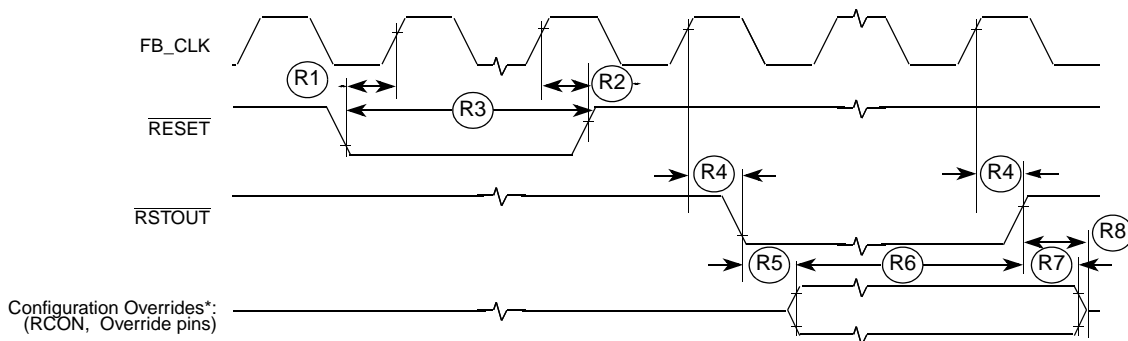 FB_CLK
R1
R2
R3
RESET
R4
R4
RSTOUT
R8
R5
R6
R7
Configuration Overrides*:
(RCON, Override pins)